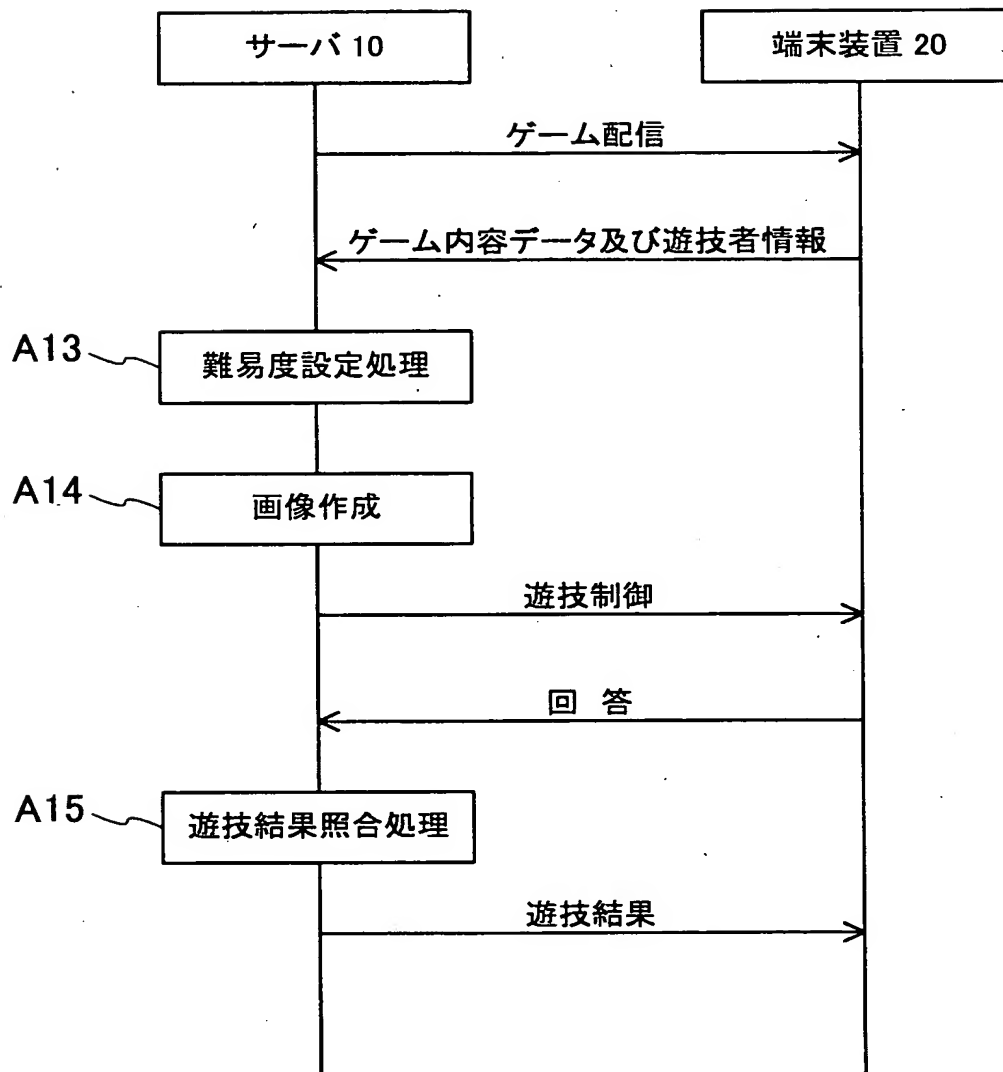 サーバ 10
端末装置 20
ゲーム配信
ゲーム内容データ及び遊技者情報
A13
難易度設定処理
A14
画像作成
遊技制御
回 答
A15
遊技結果照合処理
遊技結果